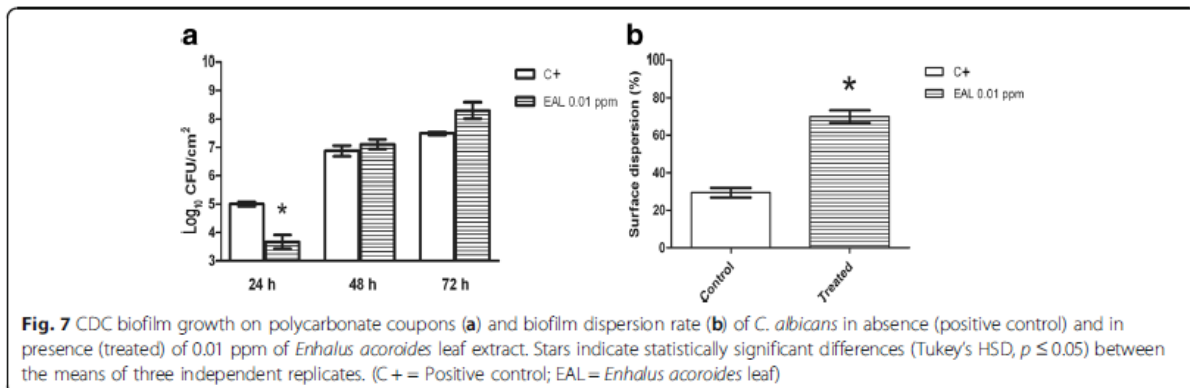 a
10
9
8
7
6
5
4
3
Log10 CFU/cm2
24 h
48 h
72 h
*
C+
EAL 0.01 ppm
b
100
80
60
40
20
0
Surface dispersion (%)
Control
Treated
*
C+
EAL 0.01 ppm
Fig. 7 CDC biofilm growth on polycarbonate coupons (a) and biofilm dispersion rate (b) of C. albicans in absence (positive control) and in
presence (treated) of 0.01 ppm of Enhalus acoroides leaf extract. Stars indicate statistically significant differences (Tukey's HSD, p ≤ 0.05) between
the means of three independent replicates. (C + = Positive control; EAL = Enhalus acoroides leaf)